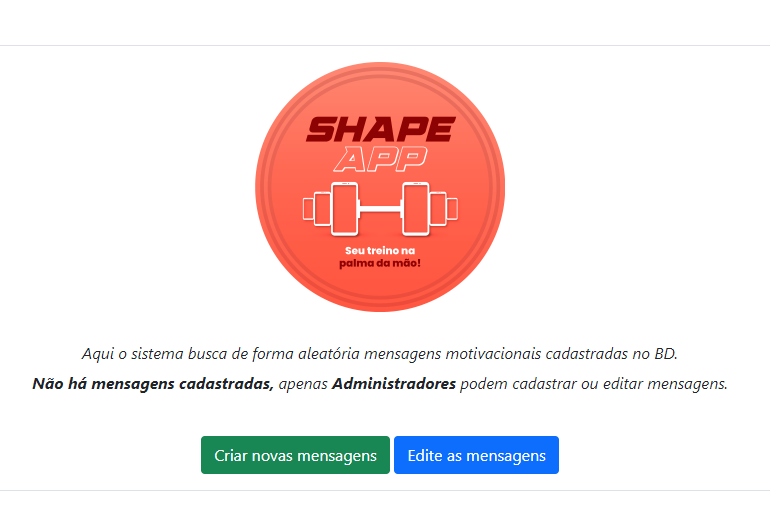 SHAPE
APP
Seu treino na
palma da mão!
Aqui o sistema busca de forma aleatória mensagens motivacionais cadastradas no BD.
Não há mensagens cadastradas, apenas Administradores podem cadastrar ou editar mensagens.
Criar novas mensagens Edite as mensagens